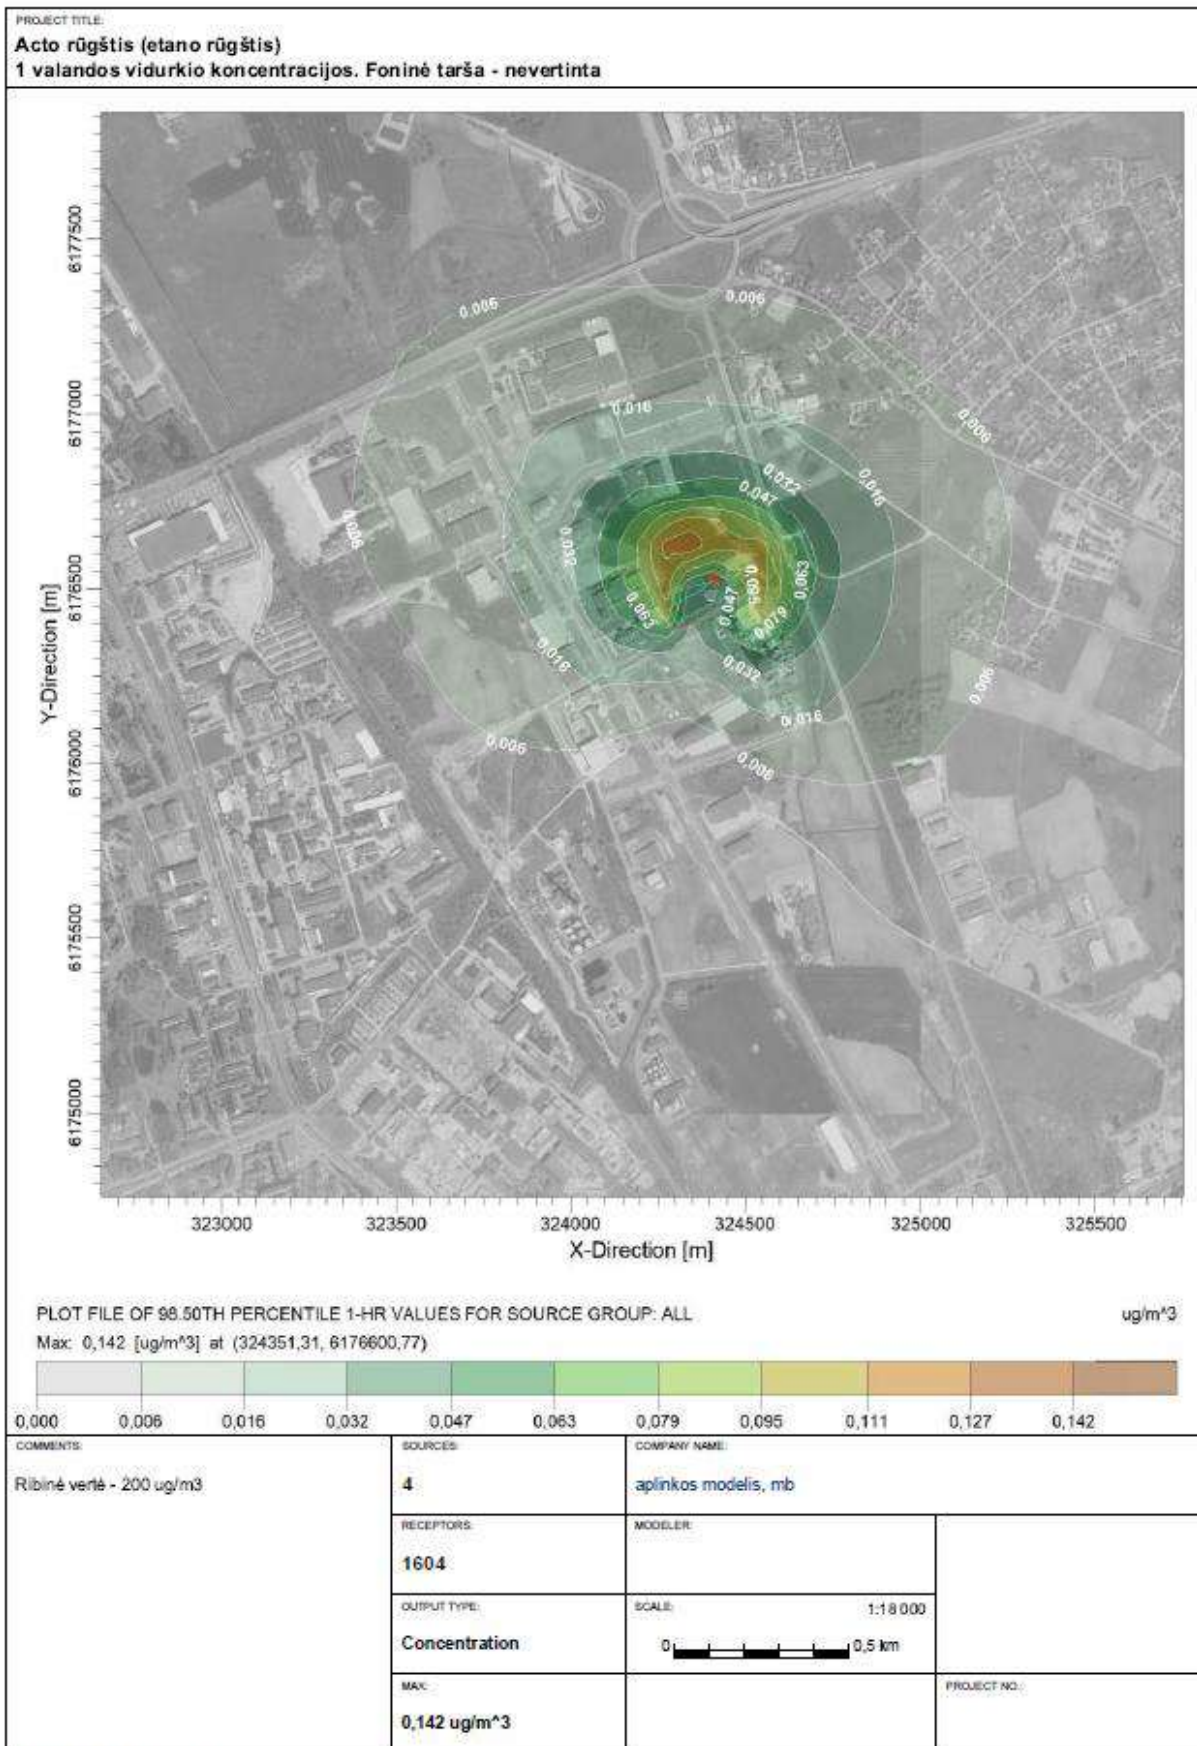 PROJECT TITLE:
Acto rūgštis (etano rūgštis)
1 valandos vidurkio koncentracijos. Foninė tarša - nevertinta
6177500
6177000
6176500
6176000
6175500
6175000
Y-Direction [m]
0,006
0,006
0,006
0,006
0,006
0,006
0,006
0,016
0,016
0,016
0,016
0,032
0,032
0,032
0,047
0,047
0,063
0,063
0,079
0,095
323000 323500 324000 324500 325000 325500
X-Direction [m]
PLOT FILE OF 98.50TH PERCENTILE 1-HR VALUES FOR SOURCE GROUP: ALL ug/m^3
Max: 0,142 [ug/m^3] at (324351,31, 6176600,77)
0,000 0,006 0,016 0,032 0,047 0,063 0,079 0,095 0,111 0,127 0,142
COMMENTS:
Ribinė vertė - 200 ug/m3
SOURCES:
4
COMPANY NAME:
aplinkos modelis, mb
RECEPTORS:
1604
MODELER:
OUTPUT TYPE:
Concentration
SCALE: 1:18 000
0 0,5 km
MAX:
0,142 ug/m^3
PROJECT NO.: